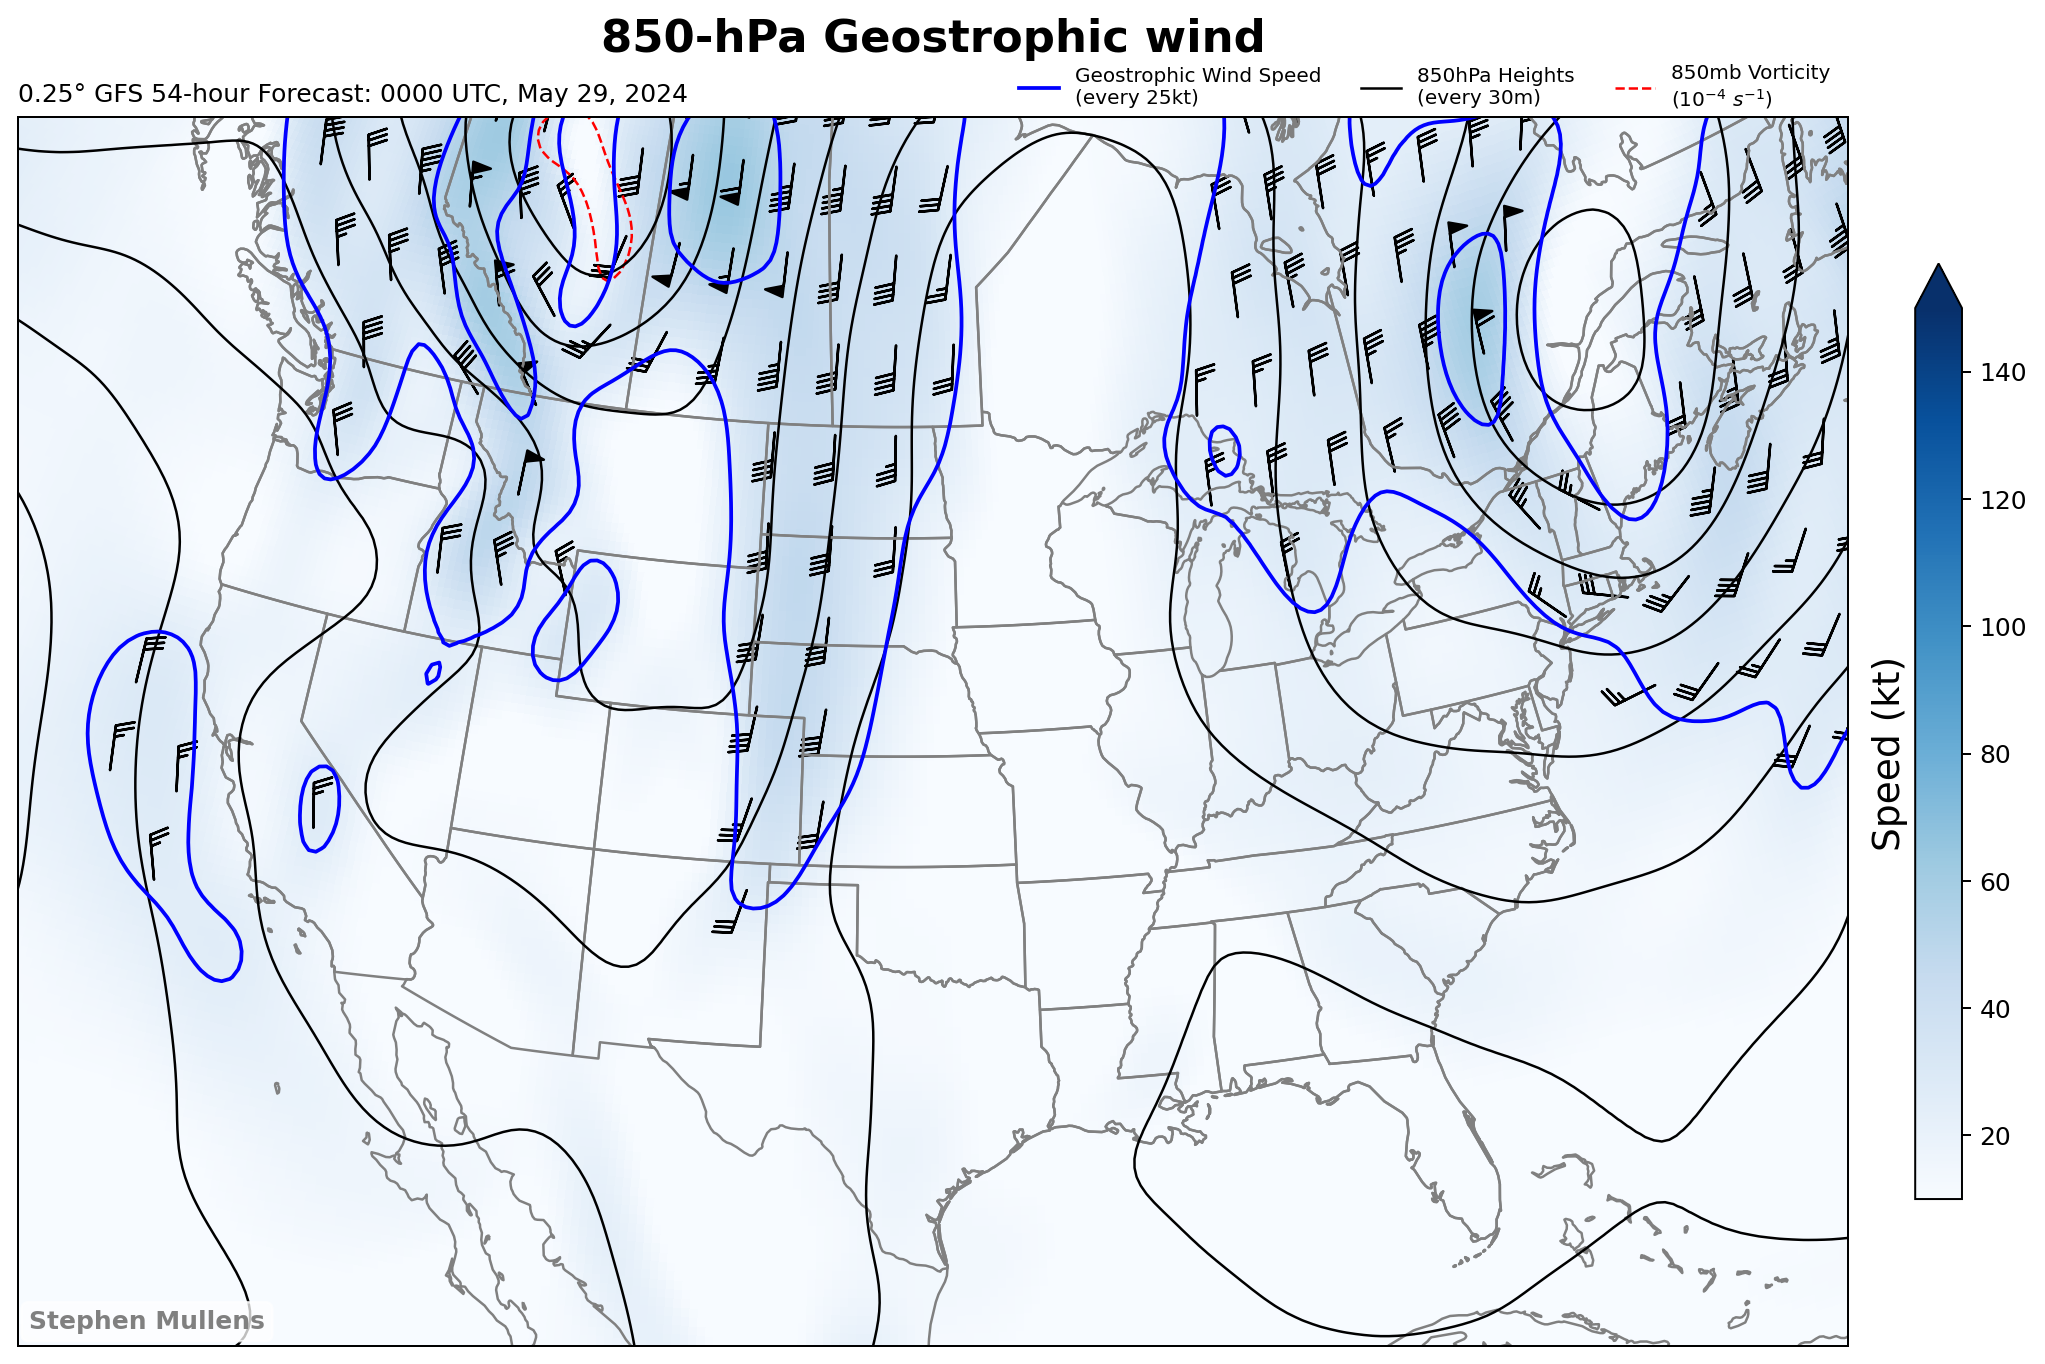 850-hPa Geostrophic wind
0.25° GFS 54-hour Forecast: 0000 UTC, May 29, 2024
Geostrophic Wind Speed
(every 25kt)
850hPa Heights
(every 30m)
850mb Vorticity
(10⁻⁴ s⁻¹)
140
120
100
80
60
40
20
Speed (kt)
Stephen Mullens